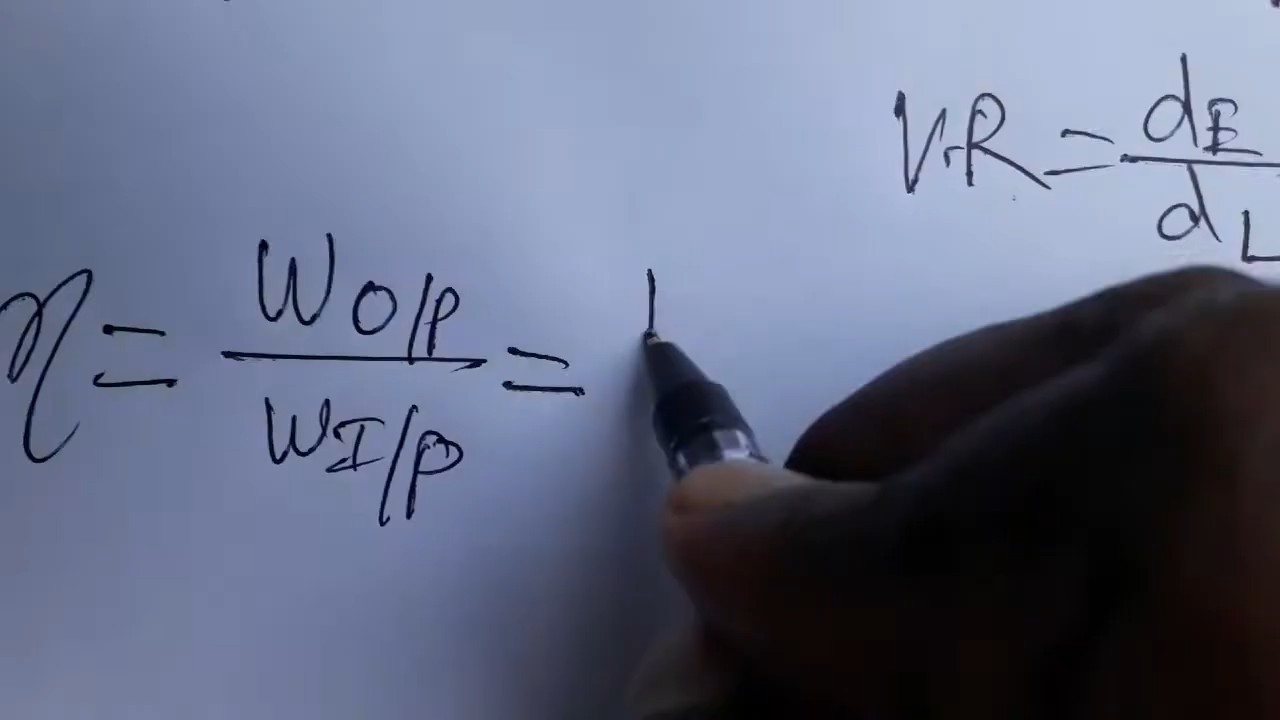 V.R = dE / dL
η = WO/P / WI/P =